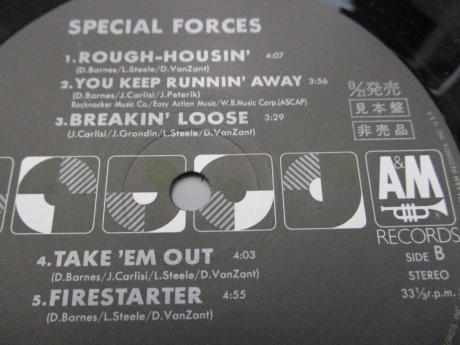 SPECIAL FORCES
1.ROUGH-HOUSIN' 4:07
(D.Barnes/L.Steele/D.VanZant)
2.YOU KEEP RUNNIN' AWAY 3:56
(D.Barnes/J.Carlisi/J.Peterik)
Rocknocker Music Co./Easy Action Music/W.B.Music Corp.(ASCAP)
3.BREAKIN' LOOSE 3:29
(J.Carlisi/J.Grondin/L.Steele/D.VanZant)
8/21発売
見本盤
非売品
A&M
RECORDS
SIDE B
STEREO
33⅓r.p.m.
4.TAKE 'EM OUT 4:03
(D.Barnes/J.Carlisi/L.Steele/D.VanZant)
5.FIRESTARTER 4:55
(D.Barnes/L.Steele/D.VanZant)